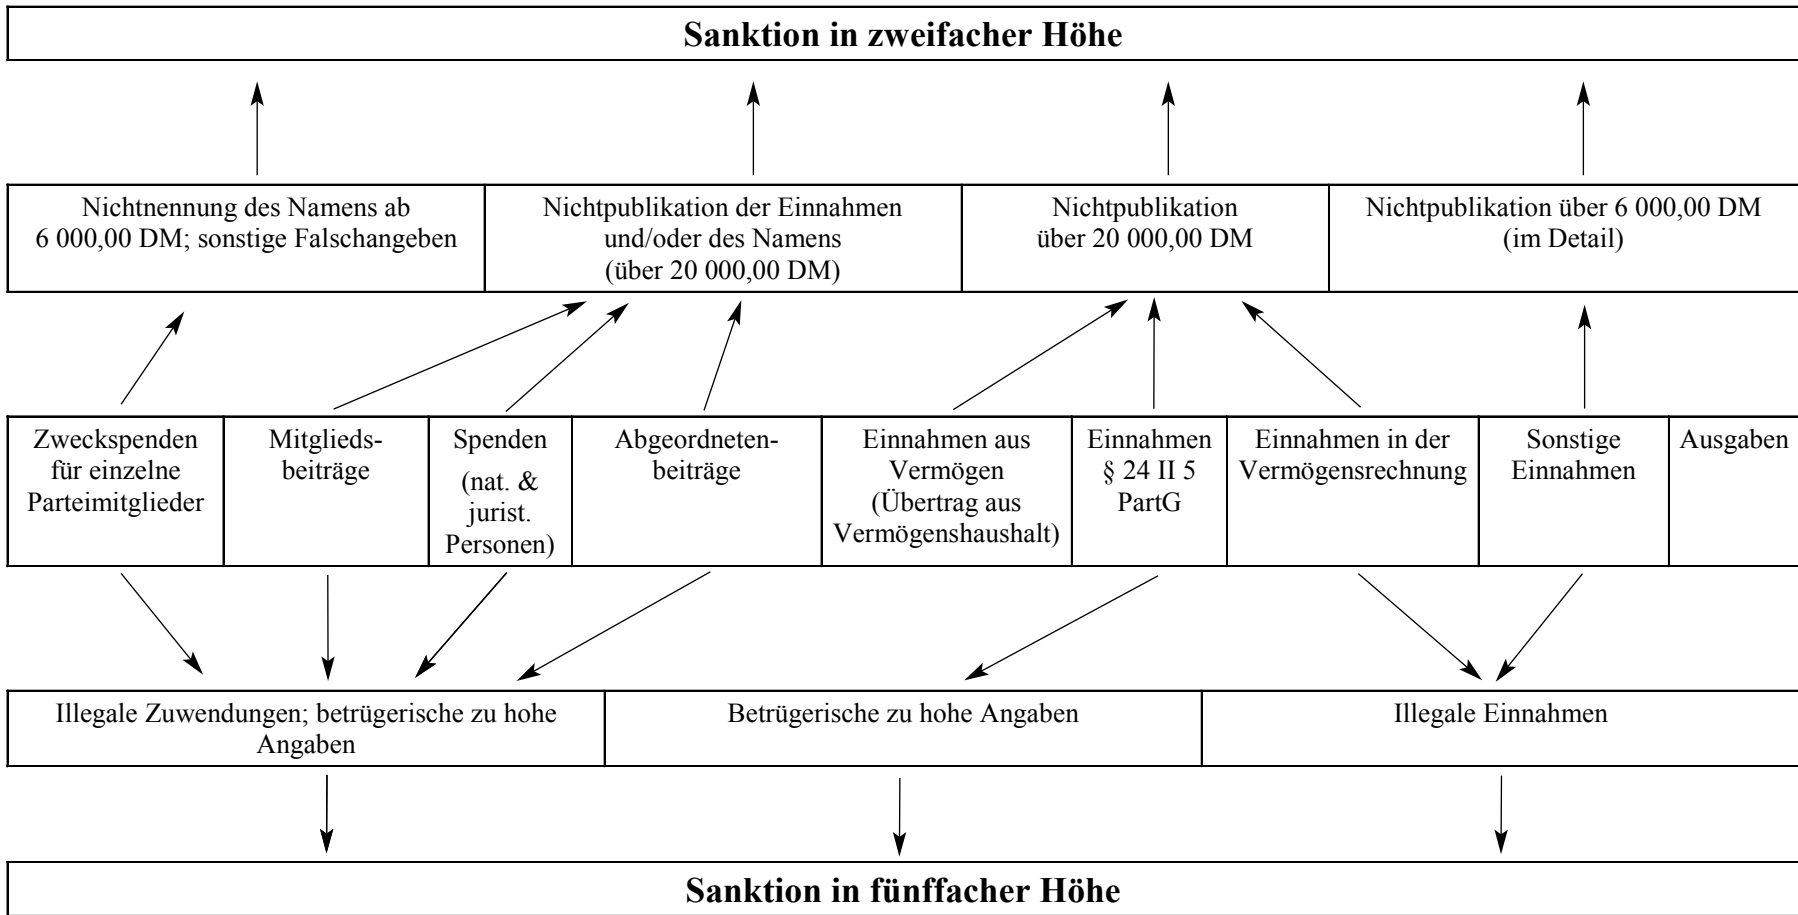 Sanktion in zweifacher Höhe
Nichtnennung des Namens ab
6 000,00 DM; sonstige Falschangeben
Nichtpublikation der Einnahmen
und/oder des Namens
(über 20 000,00 DM)
Nichtpublikation
über 20 000,00 DM
Nichtpublikation über 6 000,00 DM
(im Detail)
Zweckspenden
für einzelne
Parteimitglieder
Mitglieds-
beiträge
Spenden
(nat. &
jurist.
Personen)
Abgeordneten-
beiträge
Einnahmen aus
Vermögen
(Übertrag aus
Vermögenshaushalt)
Einnahmen
§ 24 II 5
PartG
Einnahmen in der
Vermögensrechnung
Sonstige
Einnahmen
Ausgaben
Illegale Zuwendungen; betrügerische zu hohe
Angaben
Betrügerische zu hohe Angaben
Illegale Einnahmen
Sanktion in fünffacher Höhe